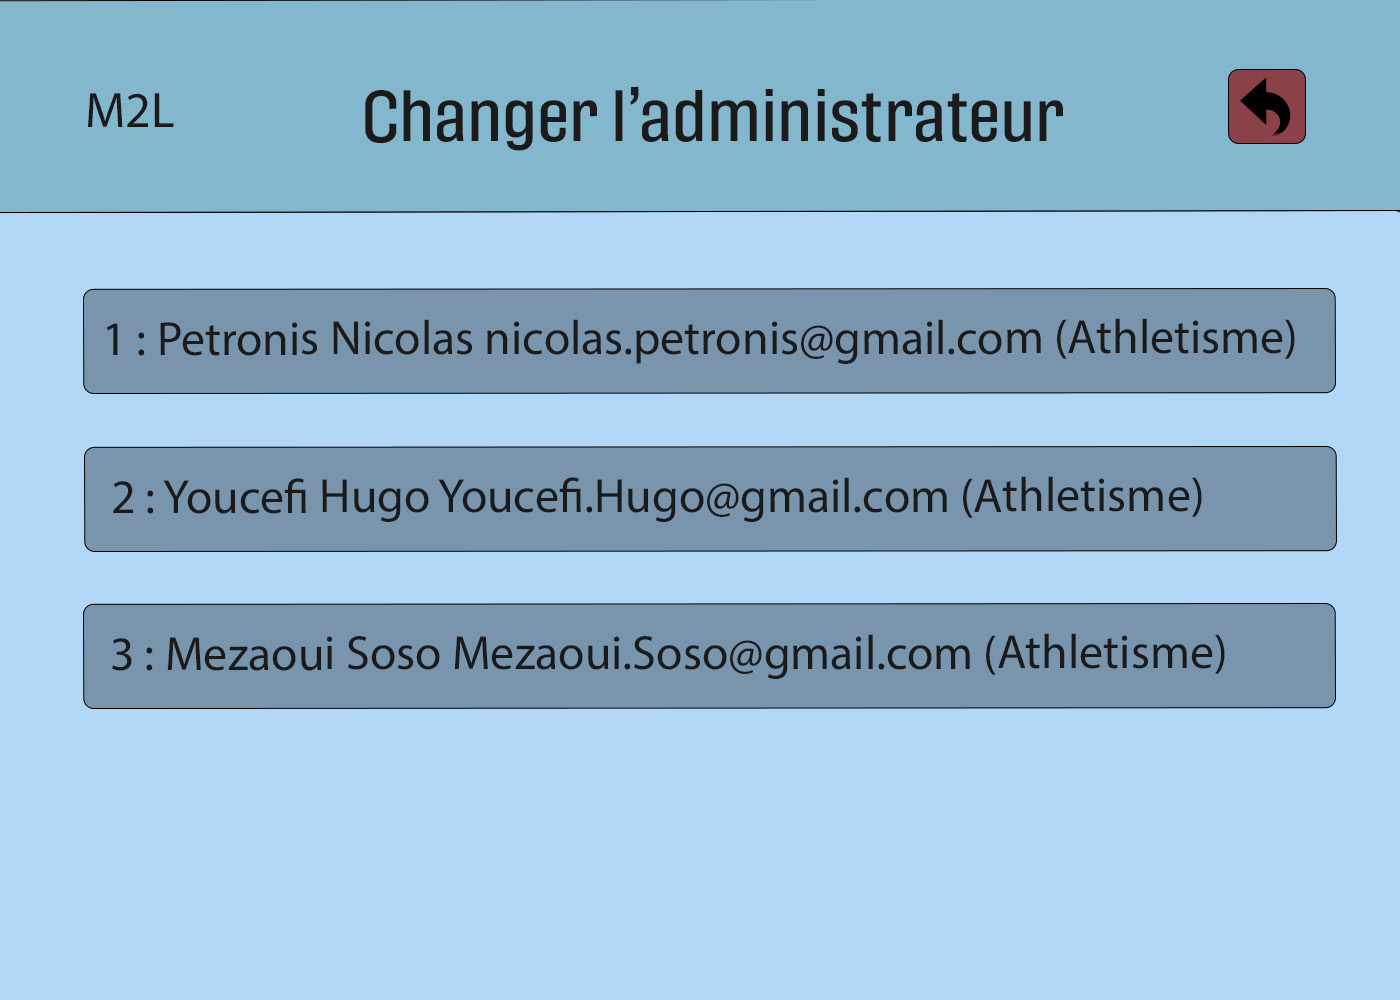 M2L
Changer l’administrateur
1 : Petronis Nicolas nicolas.petronis@gmail.com (Athletisme)
2 : Youcefi Hugo Youcefi.Hugo@gmail.com (Athletisme)
3 : Mezaoui Soso Mezaoui.Soso@gmail.com (Athletisme)